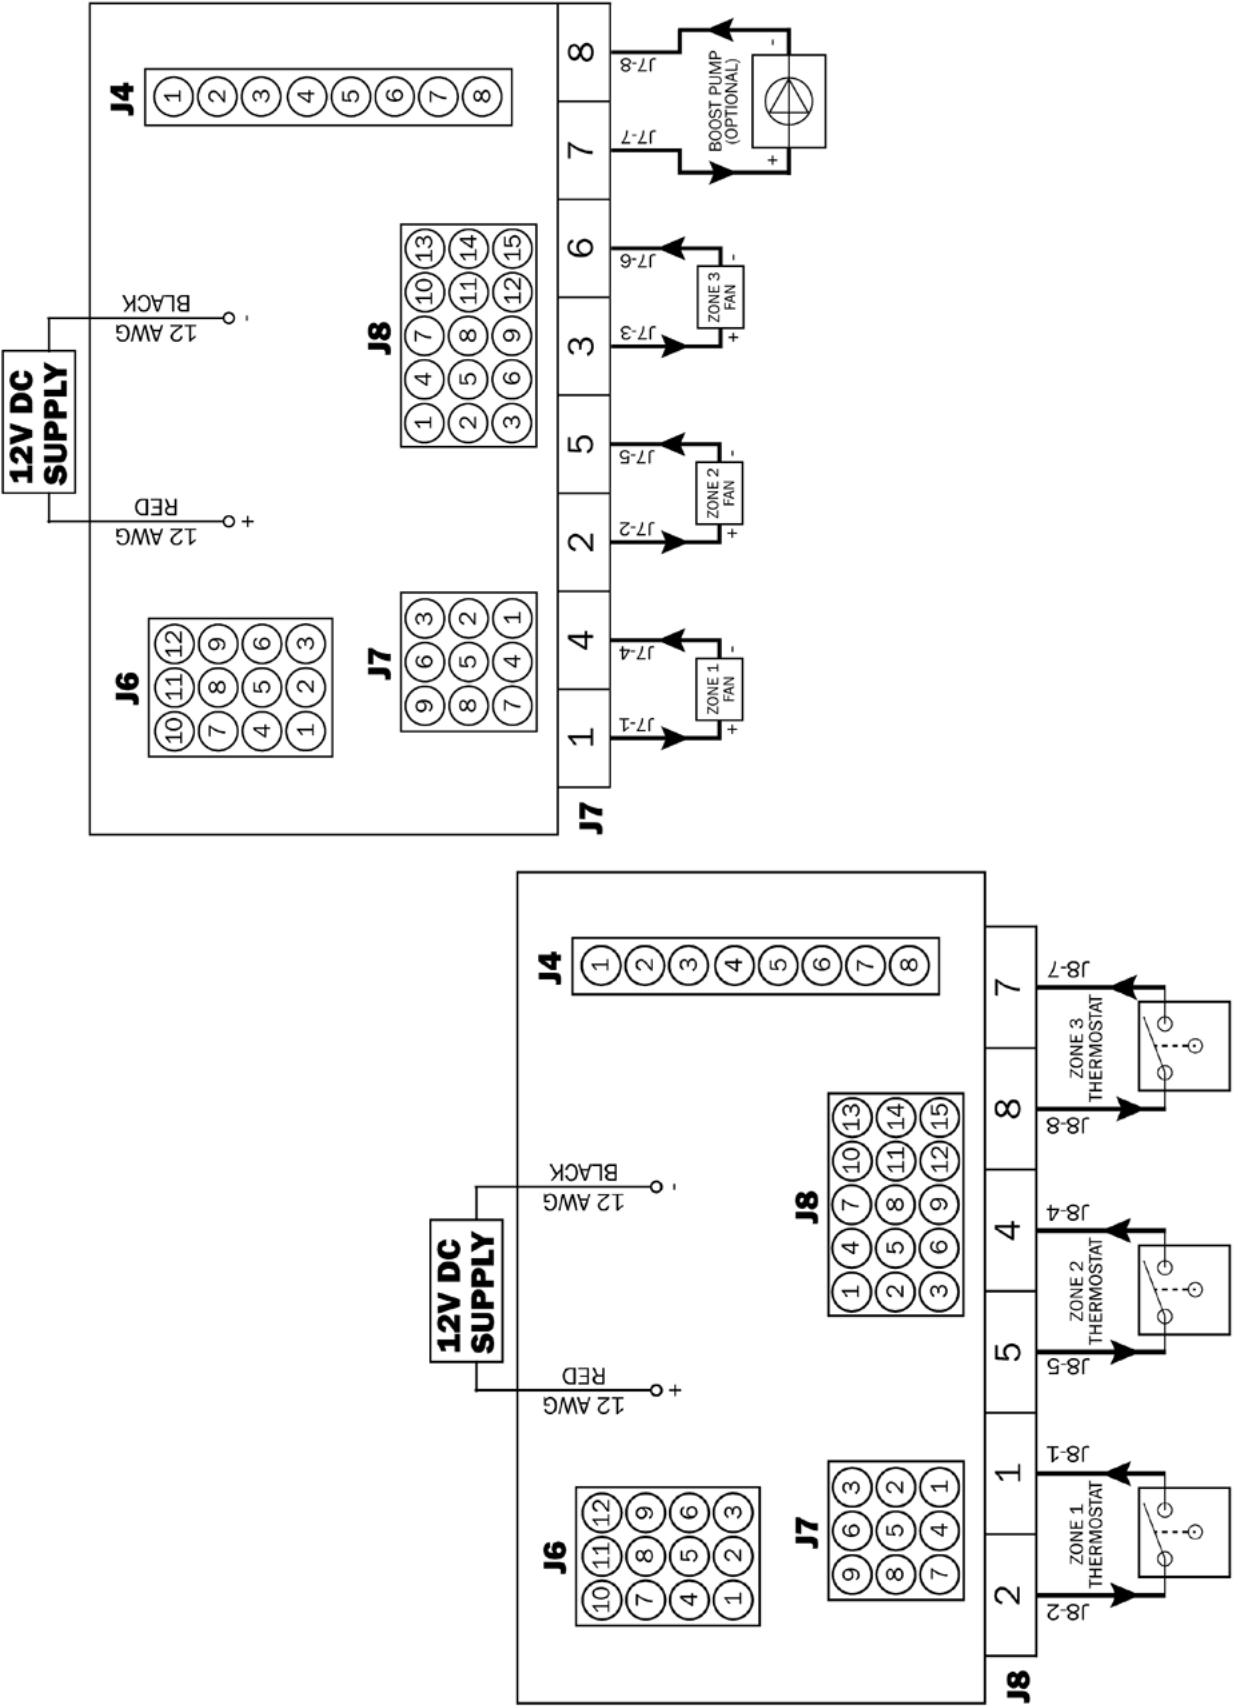 12V DC
SUPPLY
12 AWG
RED
12 AWG
BLACK
+
-
J6
10 11 12
7 8 9
4 5 6
1 2 3
J4
1
2
3
4
5
6
7
8
J7
9 6 3
8 5 2
7 4 1
J8
1 4 7 10 13
2 5 8 11 14
3 6 9 12 15
J7
1 4 2 5 3 6 7 8
J7-1
J7-4
J7-2
J7-5
J7-3
J7-6
J7-7
J7-8
+
ZONE 1
FAN
-
+
ZONE 2
FAN
-
+
ZONE 3
FAN
-
BOOST PUMP
(OPTIONAL)
+
-
12V DC
SUPPLY
12 AWG
RED
12 AWG
BLACK
+
-
J6
10 11 12
7 8 9
4 5 6
1 2 3
J4
1
2
3
4
5
6
7
8
J7
9 6 3
8 5 2
7 4 1
J8
1 4 7 10 13
2 5 8 11 14
3 6 9 12 15
J8
2 1 5 4 8 7
J8-2
J8-1
J8-5
J8-4
J8-8
J8-7
ZONE 1
THERMOSTAT
ZONE 2
THERMOSTAT
ZONE 3
THERMOSTAT